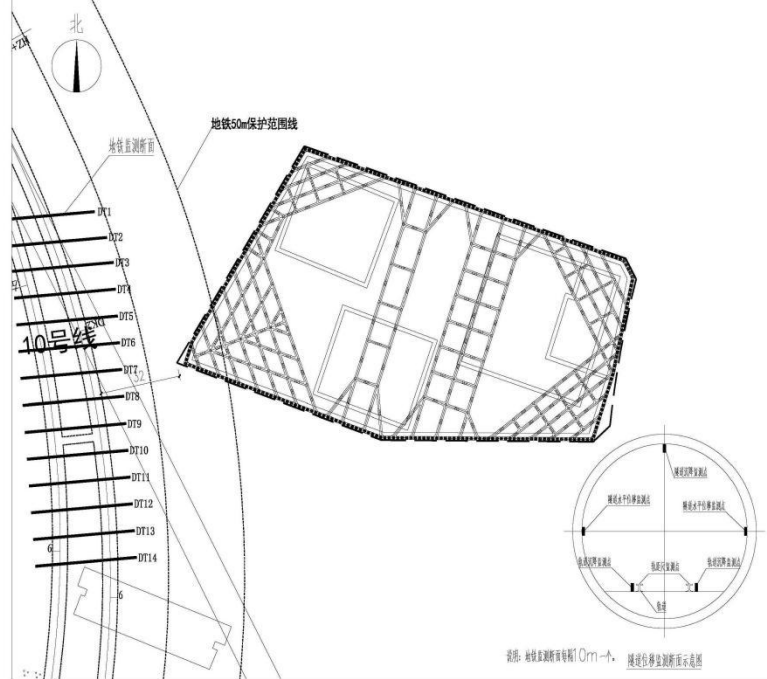 北
+ZH
地铁50m保护范围线
地铁监测断面
DT1
DT2
DT3
DT4
DT5
10号线
DT6
DT7
52
DT8
DT9
DT10
DT11
DT12
DT13
6
DT14
6
隧道沉降监测点
隧道水平位移监测点
隧道水平位移监测点
轨道沉降监测点
轨道沉降监测点
轨道
说明: 地铁监测断面每隔10m一个。
隧道位移监测断面示意图